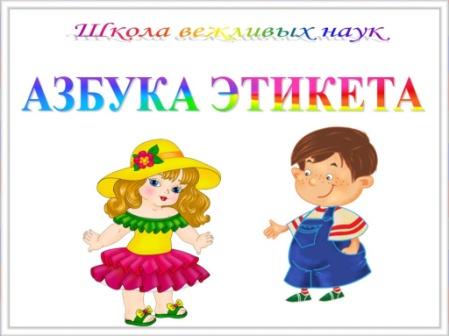 Школа вежливых наук
АЗБУКА ЭТИКЕТА